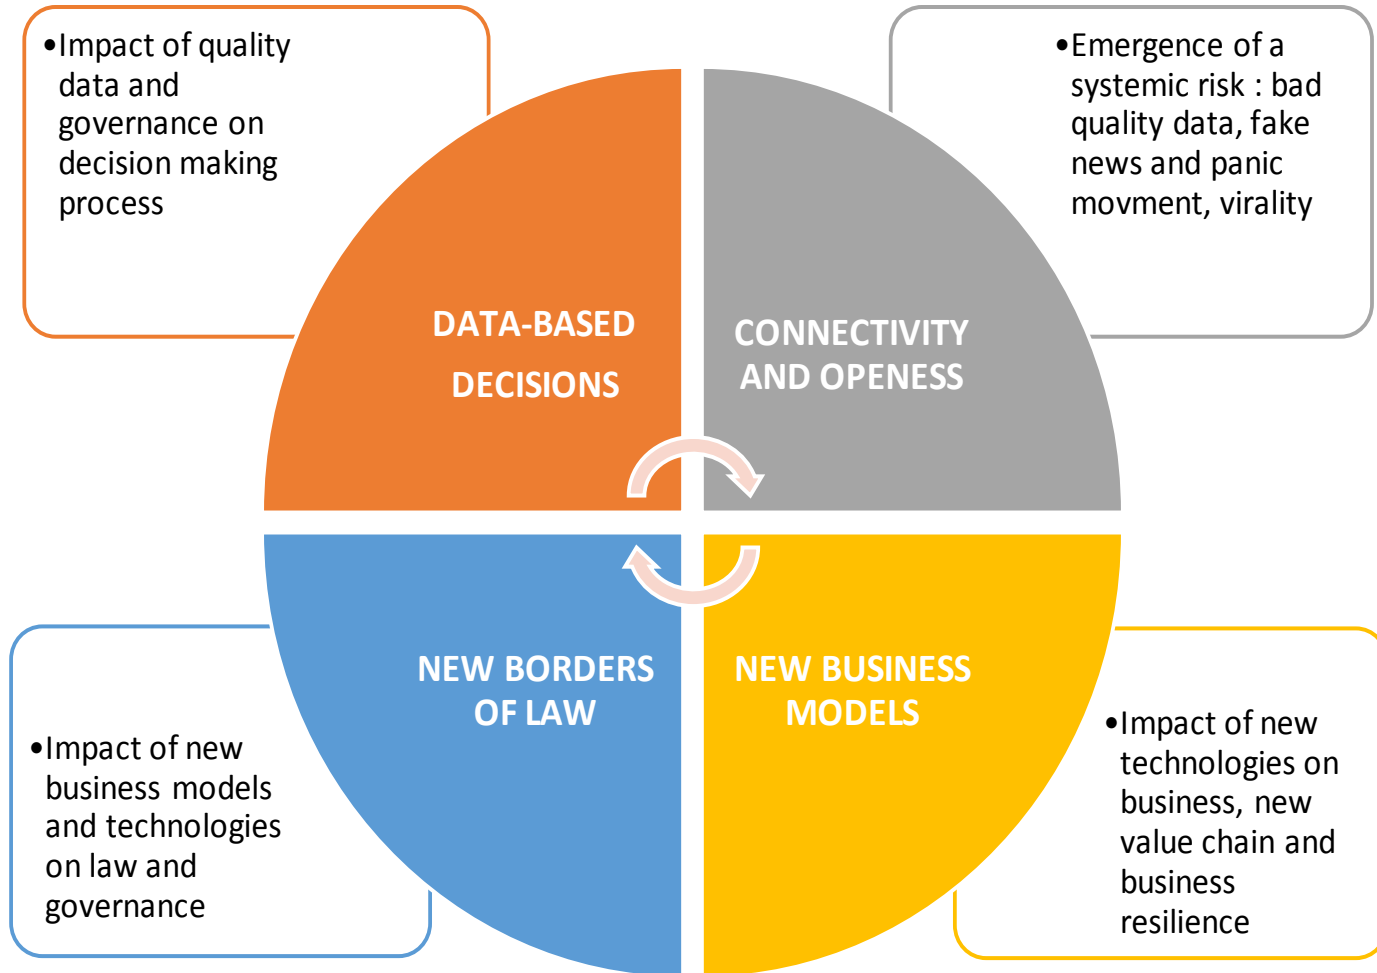 •Impact of quality
data and
governance on
decision making
process
•Emergence of a
systemic risk : bad
quality data, fake
news and panic
movment, virality
DATA-BASED
DECISIONS
CONNECTIVITY
AND OPENESS
NEW BORDERS
OF LAW
NEW BUSINESS
MODELS
•Impact of new
business models
and technologies
on law and
governance
•Impact of new
technologies on
business, new
value chain and
business
resilience